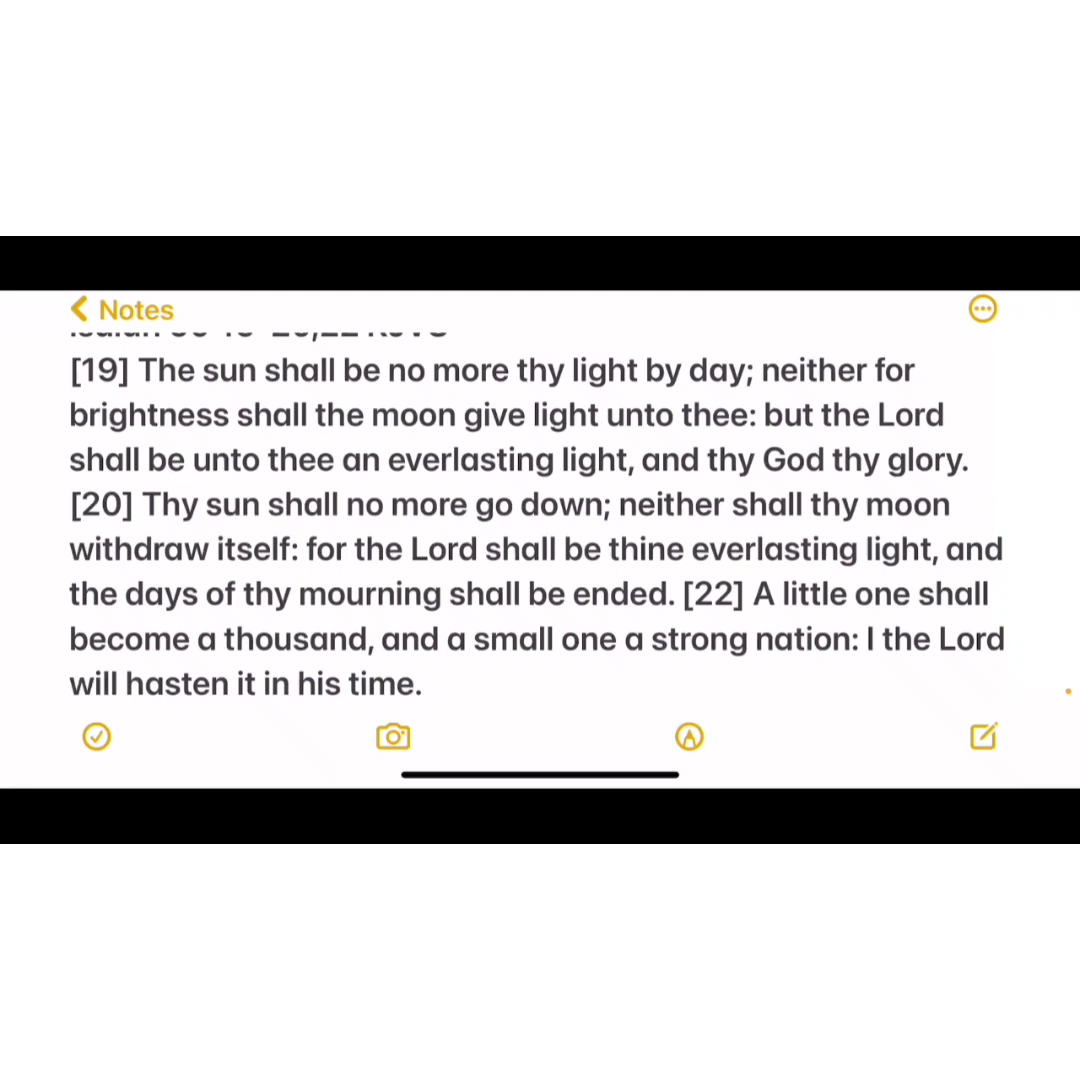 Notes
[19] The sun shall be no more thy light by day; neither for
brightness shall the moon give light unto thee: but the Lord
shall be unto thee an everlasting light, and thy God thy glory.
[20] Thy sun shall no more go down; neither shall thy moon
withdraw itself: for the Lord shall be thine everlasting light, and
the days of thy mourning shall be ended. [22] A little one shall
become a thousand, and a small one a strong nation: I the Lord
will hasten it in his time.